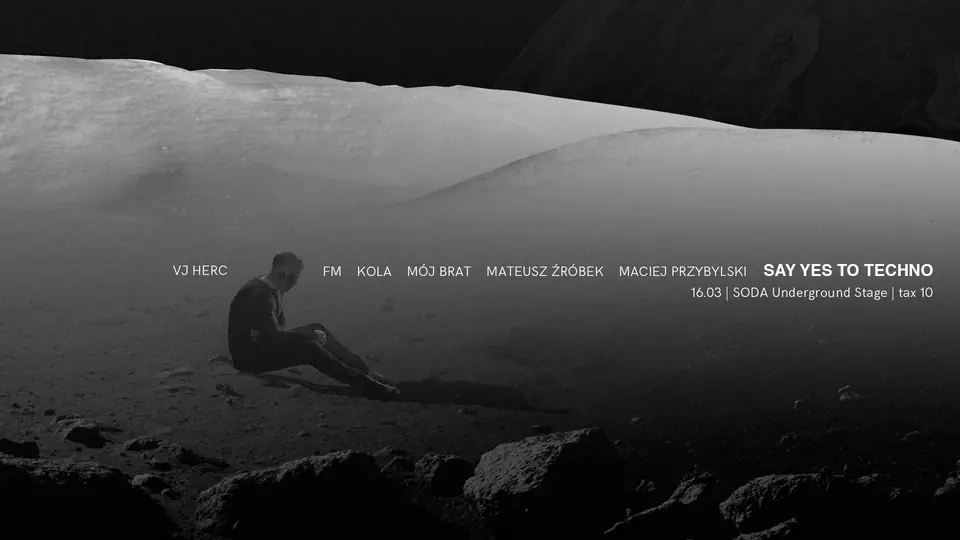 VJ HERC FM KOLA MÓJ BRAT MATEUSZ ŹRÓBEK MACIEJ PRZYBYLSKI SAY YES TO TECHNO
16.03 | SODA Underground Stage | tax 10